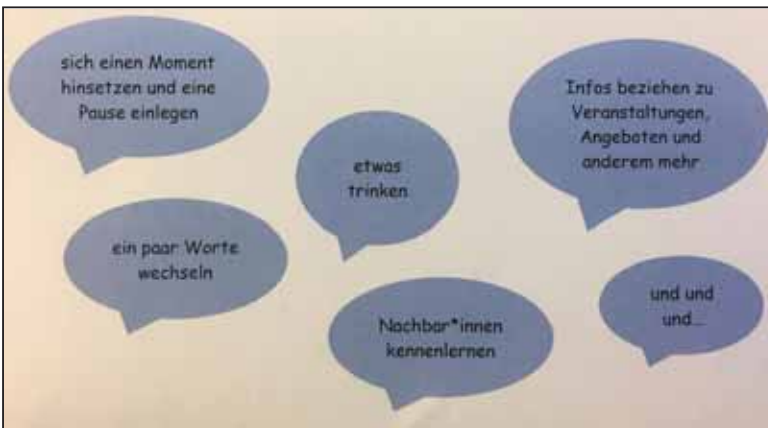 sich einen Moment
hinsetzen und eine
Pause einlegen
Infos beziehen zu
Veranstaltungen,
Angeboten und
anderem mehr
etwas
trinken
ein paar Worte
wechseln
und und
und...
Nachbar*innen
kennenlernen